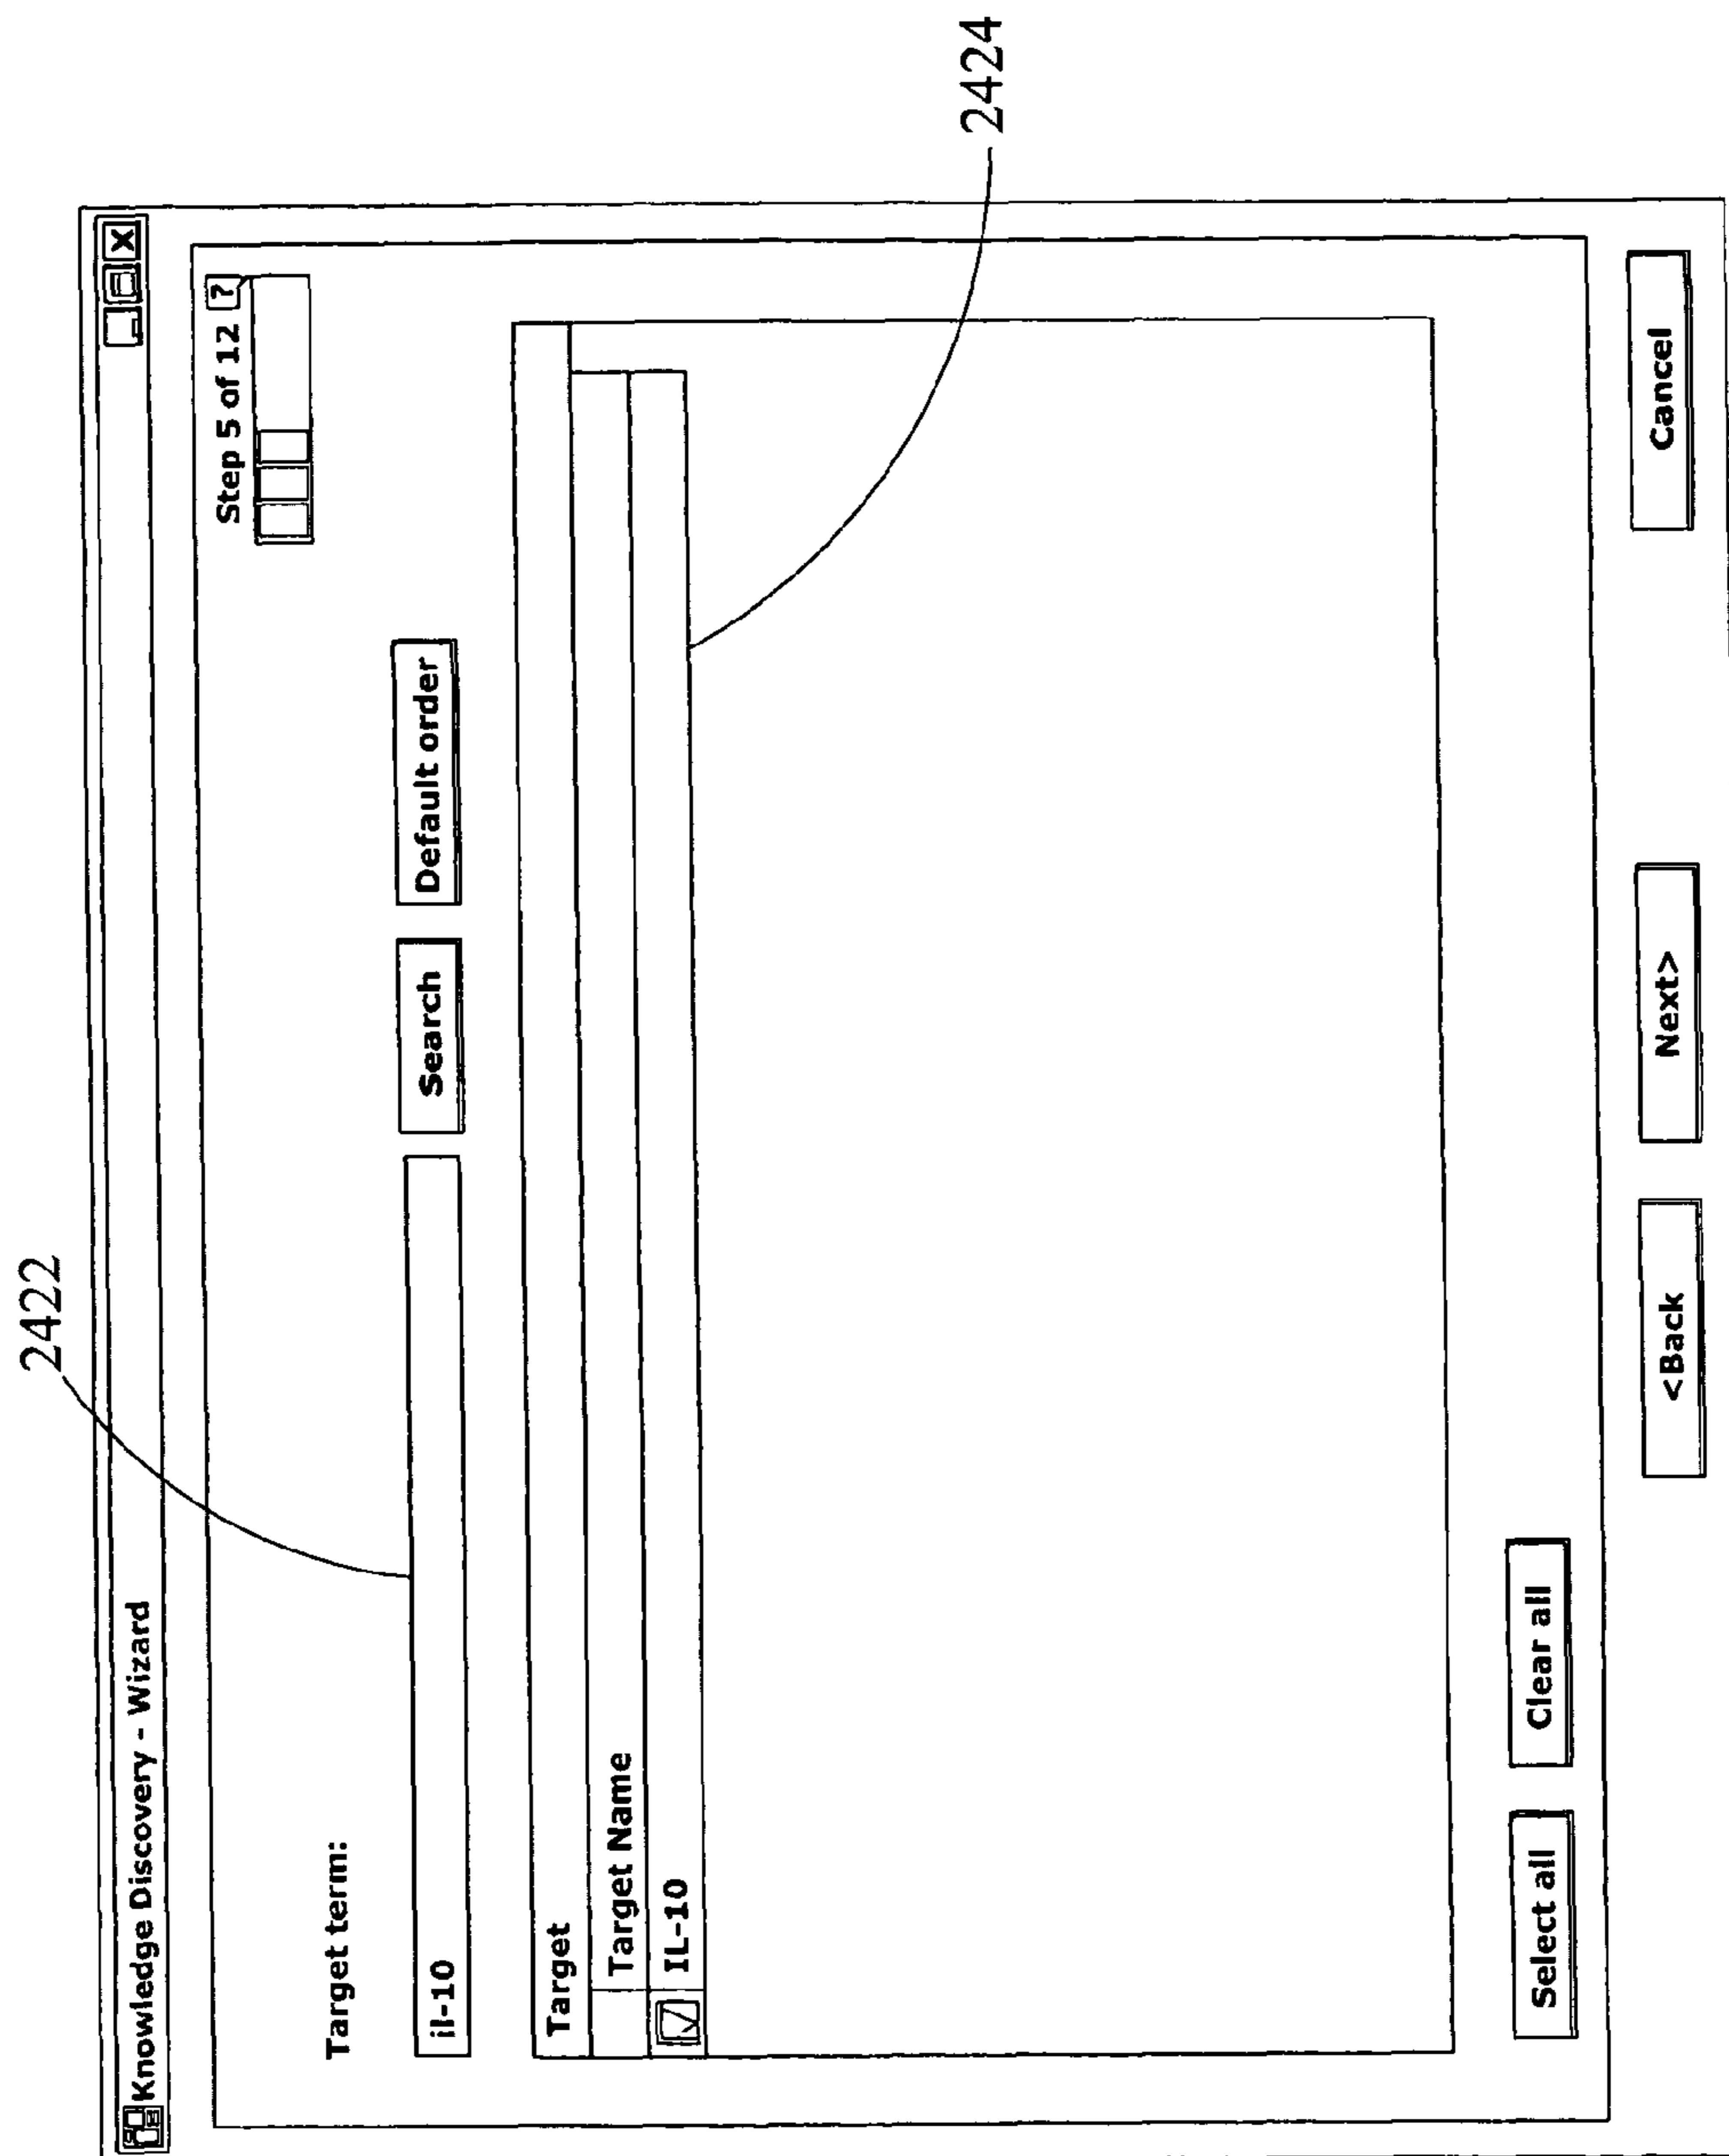 2422
2424
Knowledge Discovery - Wizard
X
Step 5 of 12 ?
Target term:
il-10
Search
Default order
Target
Target Name
IL-10
Select all
Clear all
<Back
Next>
Cancel